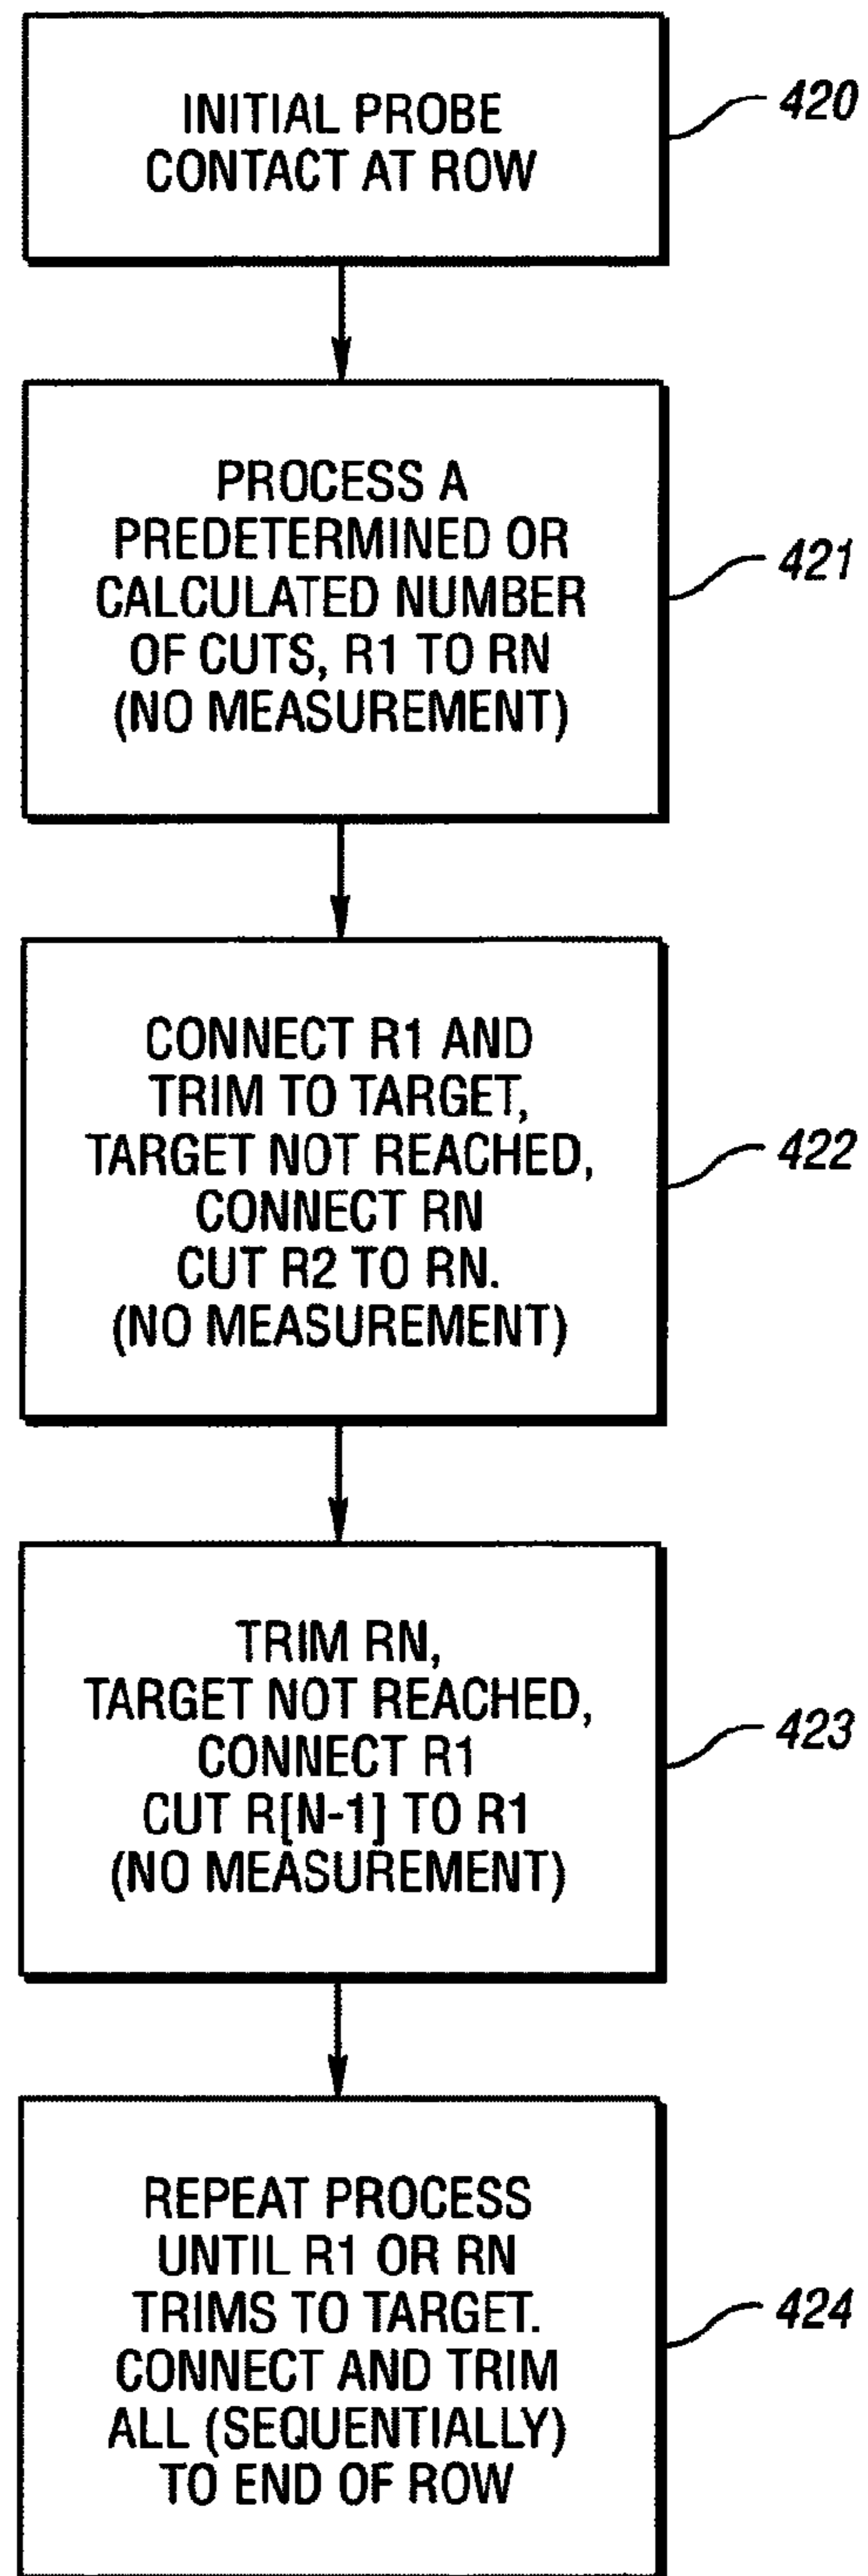 INITIAL PROBE
CONTACT AT ROW
420
PROCESS A
PREDETERMINED OR
CALCULATED NUMBER
OF CUTS, R1 TO RN
(NO MEASUREMENT)
421
CONNECT R1 AND
TRIM TO TARGET,
TARGET NOT REACHED,
CONNECT RN
CUT R2 TO RN.
(NO MEASUREMENT)
422
TRIM RN,
TARGET NOT REACHED,
CONNECT R1
CUT R[N-1] TO R1
(NO MEASUREMENT)
423
REPEAT PROCESS
UNTIL R1 OR RN
TRIMS TO TARGET.
CONNECT AND TRIM
ALL (SEQUENTIALLY)
TO END OF ROW
424